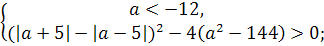 a < −12,
(|a + 5| − |a − 5|)² − 4(a² − 144) > 0;